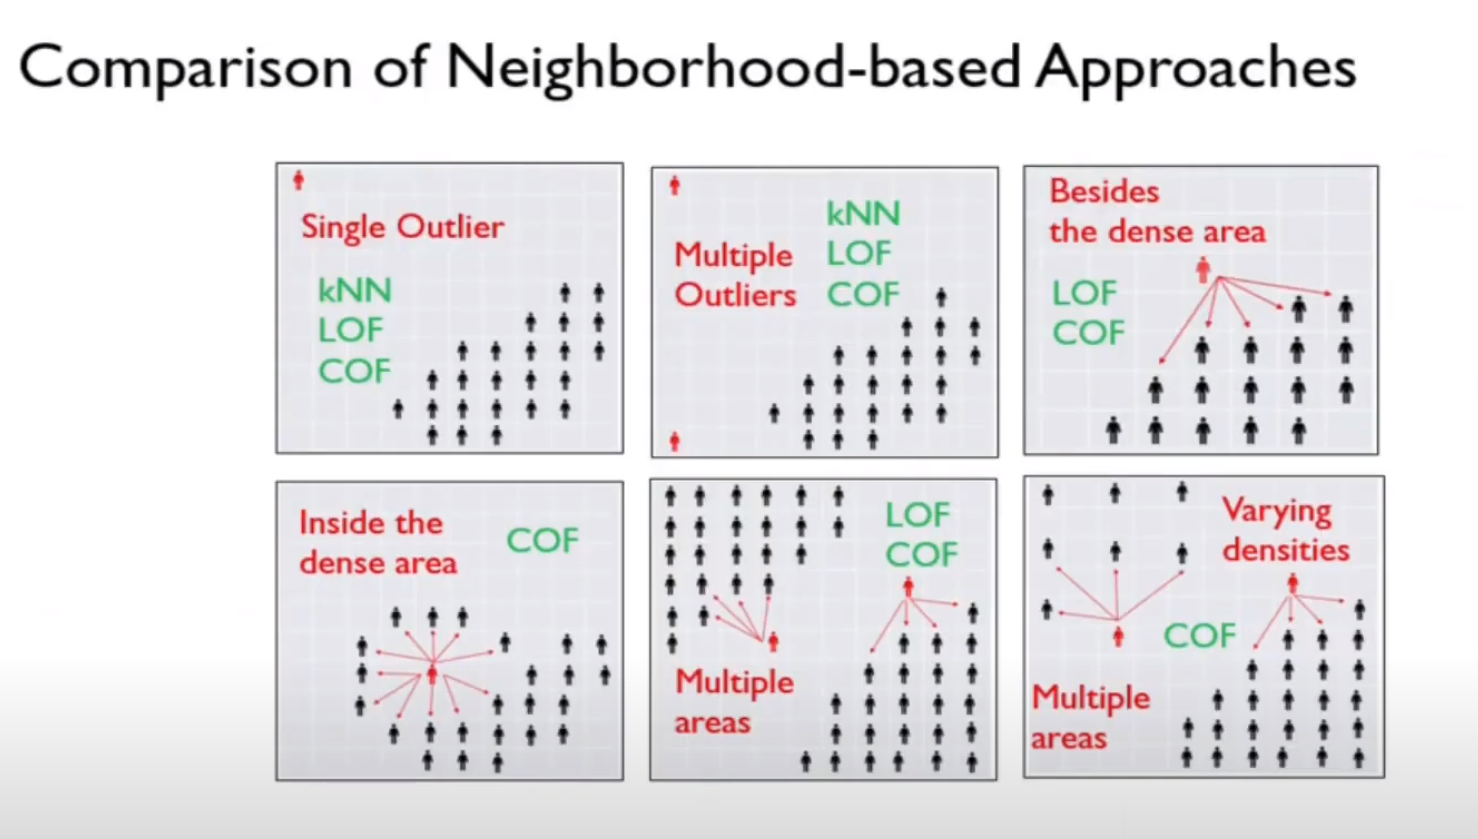 Comparison of Neighborhood-based Approaches
Single Outlier
kNN
LOF
COF
Multiple
Outliers
kNN
LOF
COF
Besides
the dense area
LOF
COF
Inside the
dense area
COF
LOF
COF
Multiple
areas
Varying
densities
COF
Multiple
areas